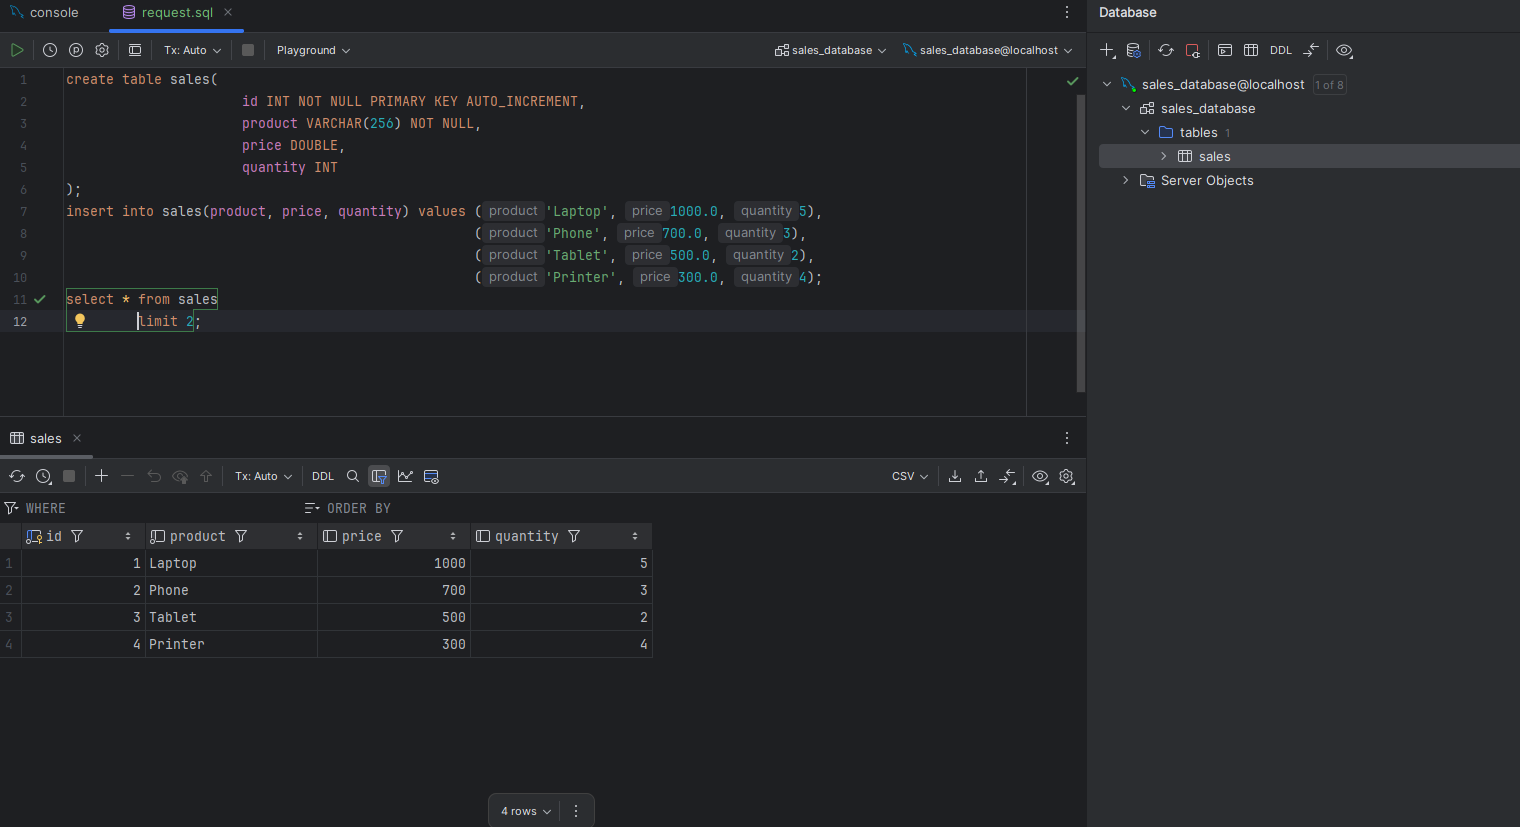 console
request.sql
Database
Tx: Auto
Playground
sales_database
sales_database@localhost
DDL
1 create table sales(
2 id INT NOT NULL PRIMARY KEY AUTO_INCREMENT,
3 product VARCHAR(256) NOT NULL,
4 price DOUBLE,
5 quantity INT
6 );
7 insert into sales(product, price, quantity) values ( product 'Laptop', price 1000.0, quantity 5),
8 ( product 'Phone', price 700.0, quantity 3),
9 ( product 'Tablet', price 500.0, quantity 2),
10 ( product 'Printer', price 300.0, quantity 4);
11 select * from sales
12 limit 2;
sales_database@localhost 1 of 8
sales_database
tables 1
sales
Server Objects
sales
Tx: Auto
DDL
CSV
WHERE
ORDER BY
id product price quantity
1 1 Laptop 1000 5
2 2 Phone 700 3
3 3 Tablet 500 2
4 4 Printer 300 4
4 rows